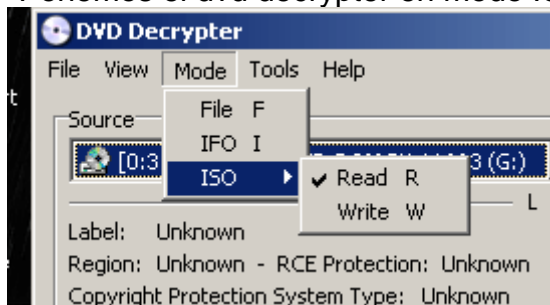 DVD Decrypter
File View Mode Tools Help
Source
File F
IFO I
ISO
[0:3
3 (G:)
Read R
Write W
L
Label: Unknown
Region: Unknown - RCE Protection: Unknown
Copyright Protection System Type: Unknown